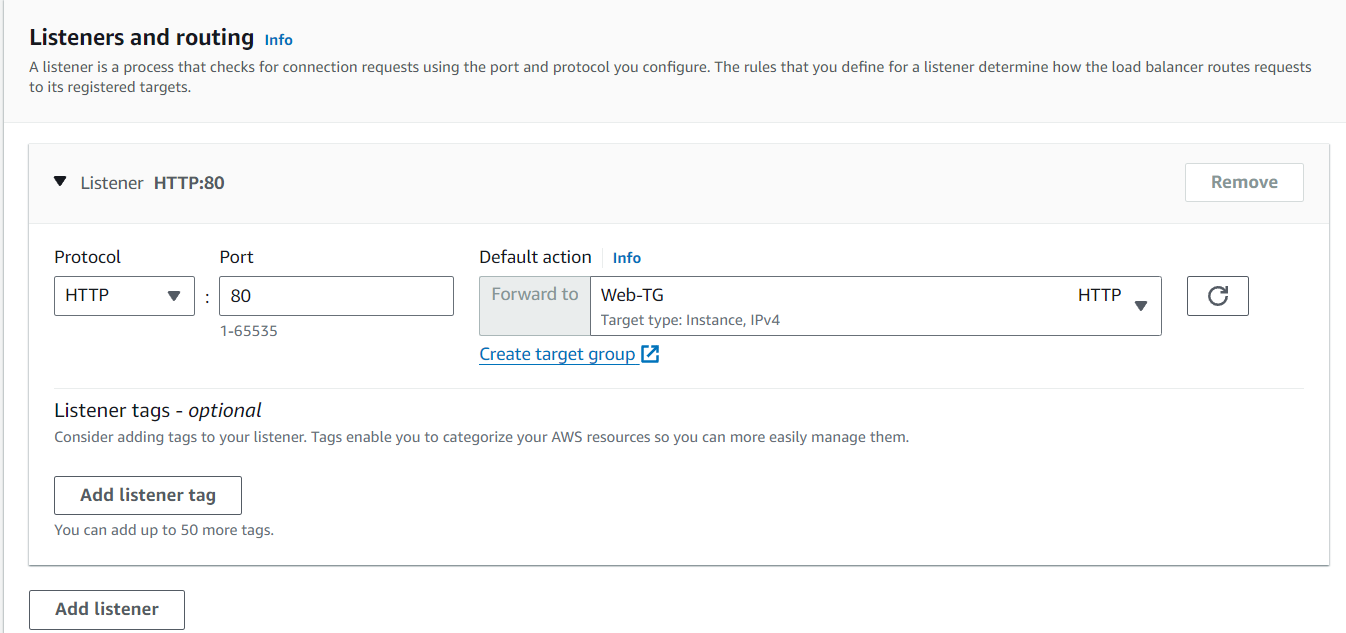 Listeners and routing Info
A listener is a process that checks for connection requests using the port and protocol you configure. The rules that you define for a listener determine how the load balancer routes requests
to its registered targets.
Listener HTTP:80
Remove
Protocol
Port
Default action
Info
HTTP
:
80
Forward to
Web-TG
HTTP
Target type: Instance, IPv4
1-65535
Create target group
Listener tags - optional
Consider adding tags to your listener. Tags enable you to categorize your AWS resources so you can more easily manage them.
Add listener tag
You can add up to 50 more tags.
Add listener